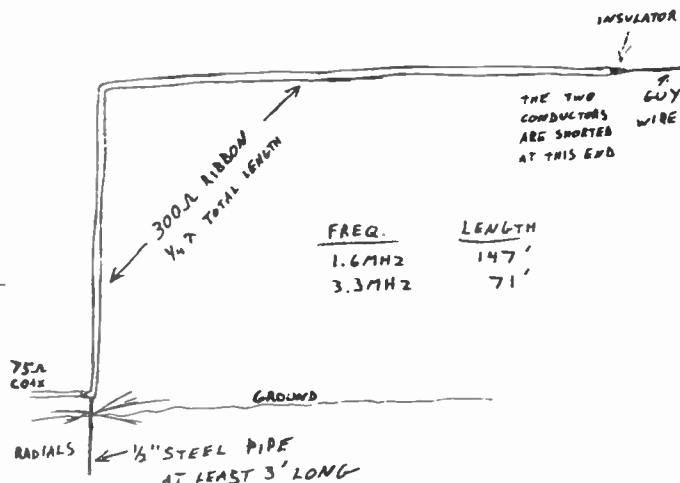 INSULATOR
THE TWO
CONDUCTORS
ARE SHORTED
AT THIS END
GUY
WIRE
300Ω RIBBON
1/4 λ TOTAL LENGTH
FREQ. LENGTH
1.6MHZ 147'
3.3MHZ 71'
75Ω
COAX
GROUND
RADIALS
1/2" STEEL PIPE
AT LEAST 3' LONG